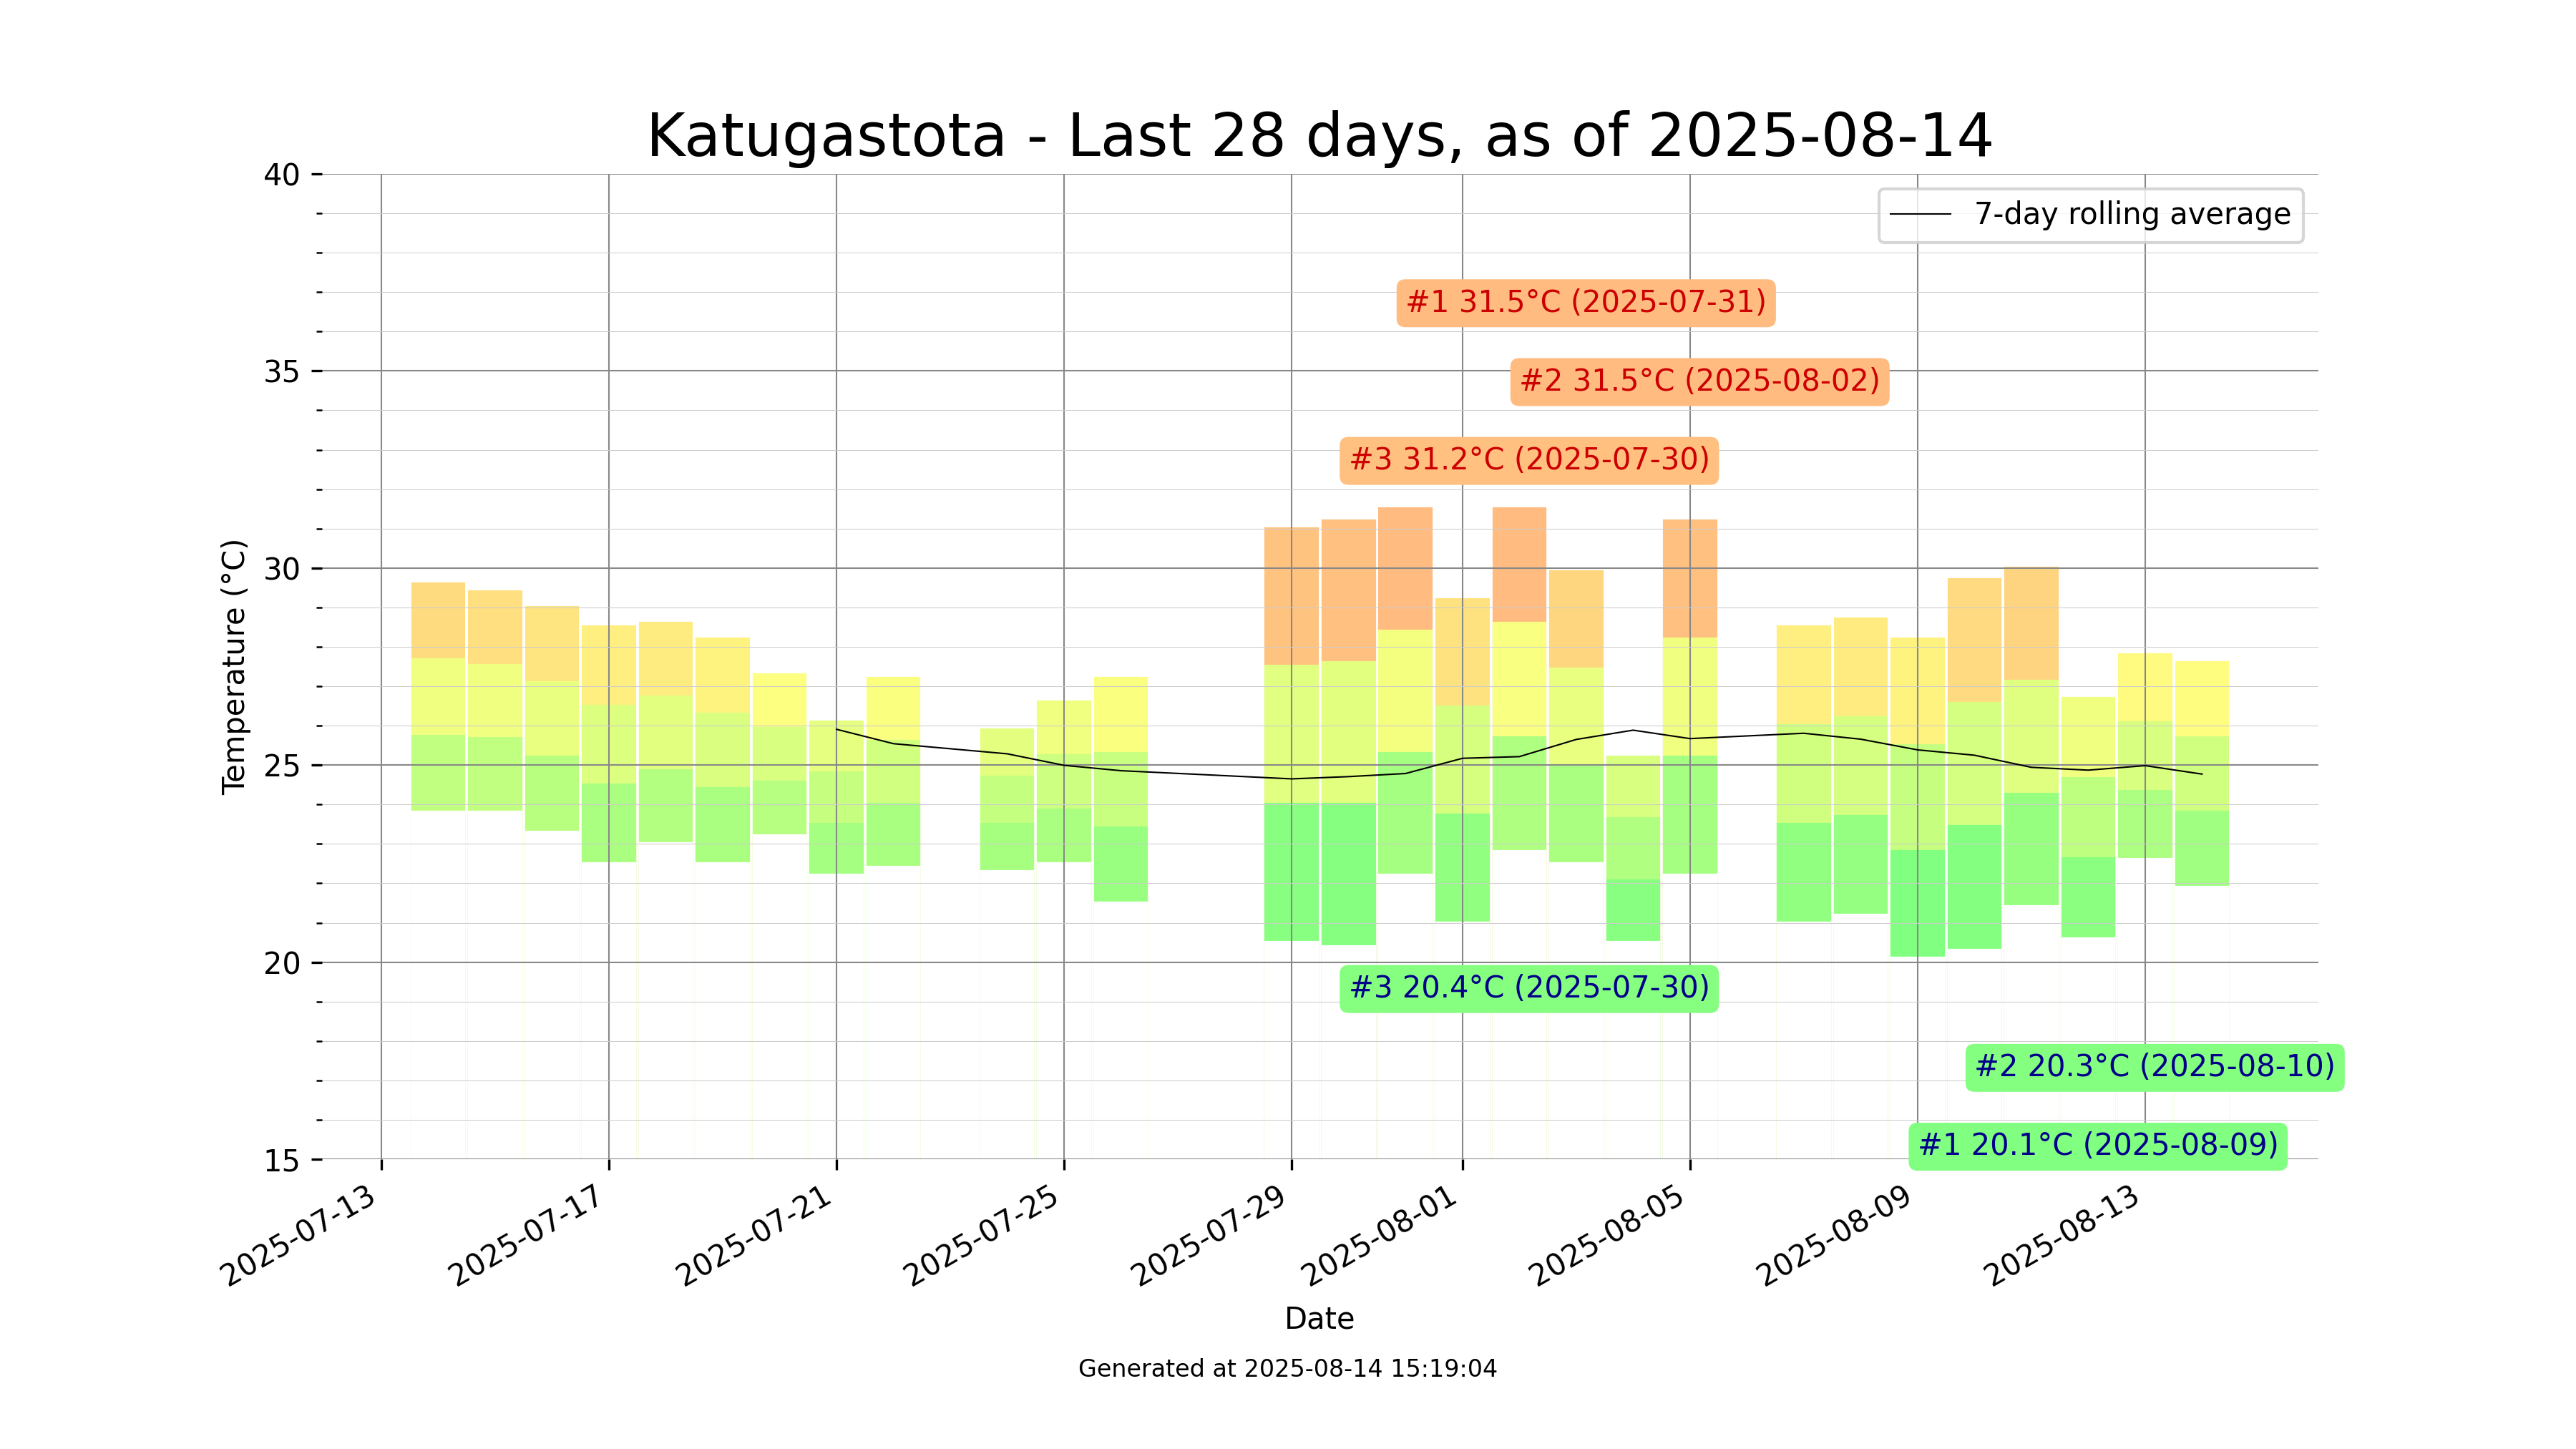 Katugastota - Last 28 days, as of 2025-08-14
40
7-day rolling average
#1 31.5°C (2025-07-31)
35
#2 31.5°C (2025-08-02)
#3 31.2°C (2025-07-30)
30
Temperature (°C)
25
20
#3 20.4°C (2025-07-30)
#2 20.3°C (2025-08-10)
#1 20.1°C (2025-08-09)
15
2025-07-13
2025-07-17
2025-07-21
2025-07-25
2025-07-29
2025-08-01
2025-08-05
2025-08-09
2025-08-13
Date
Generated at 2025-08-14 15:19:04